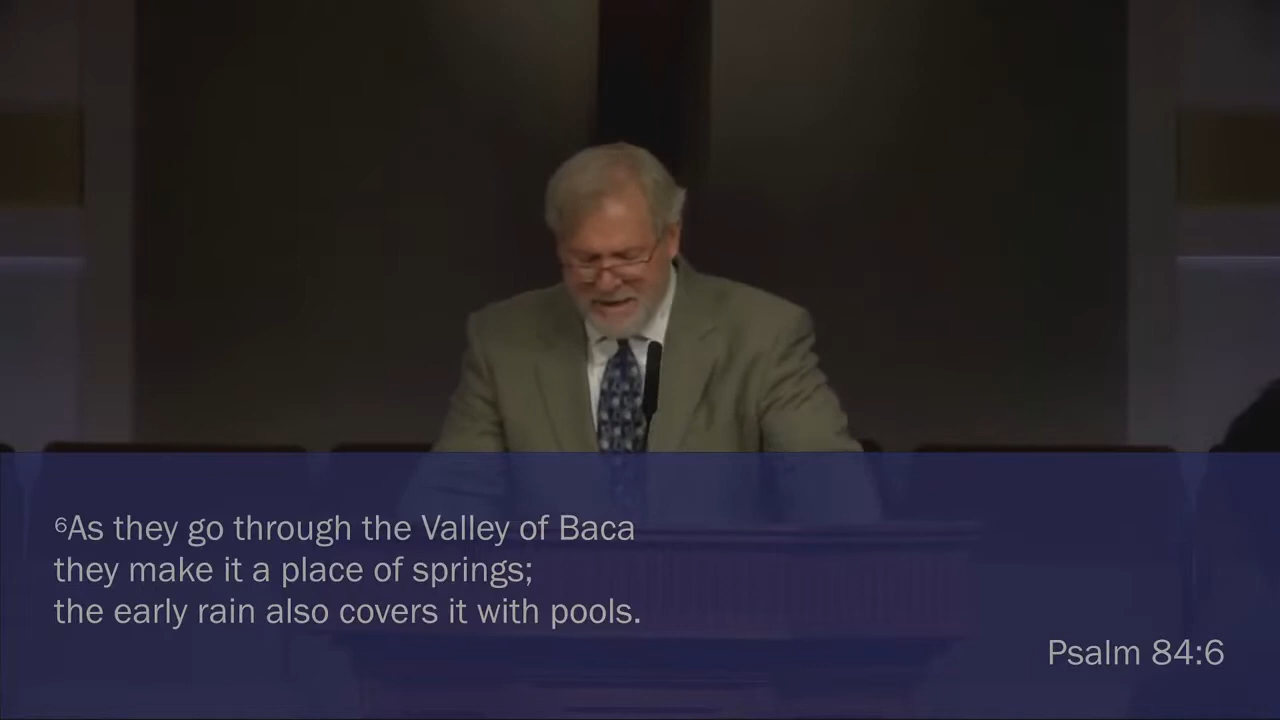 ⁶As they go through the Valley of Baca
they make it a place of springs;
the early rain also covers it with pools.
Psalm 84:6